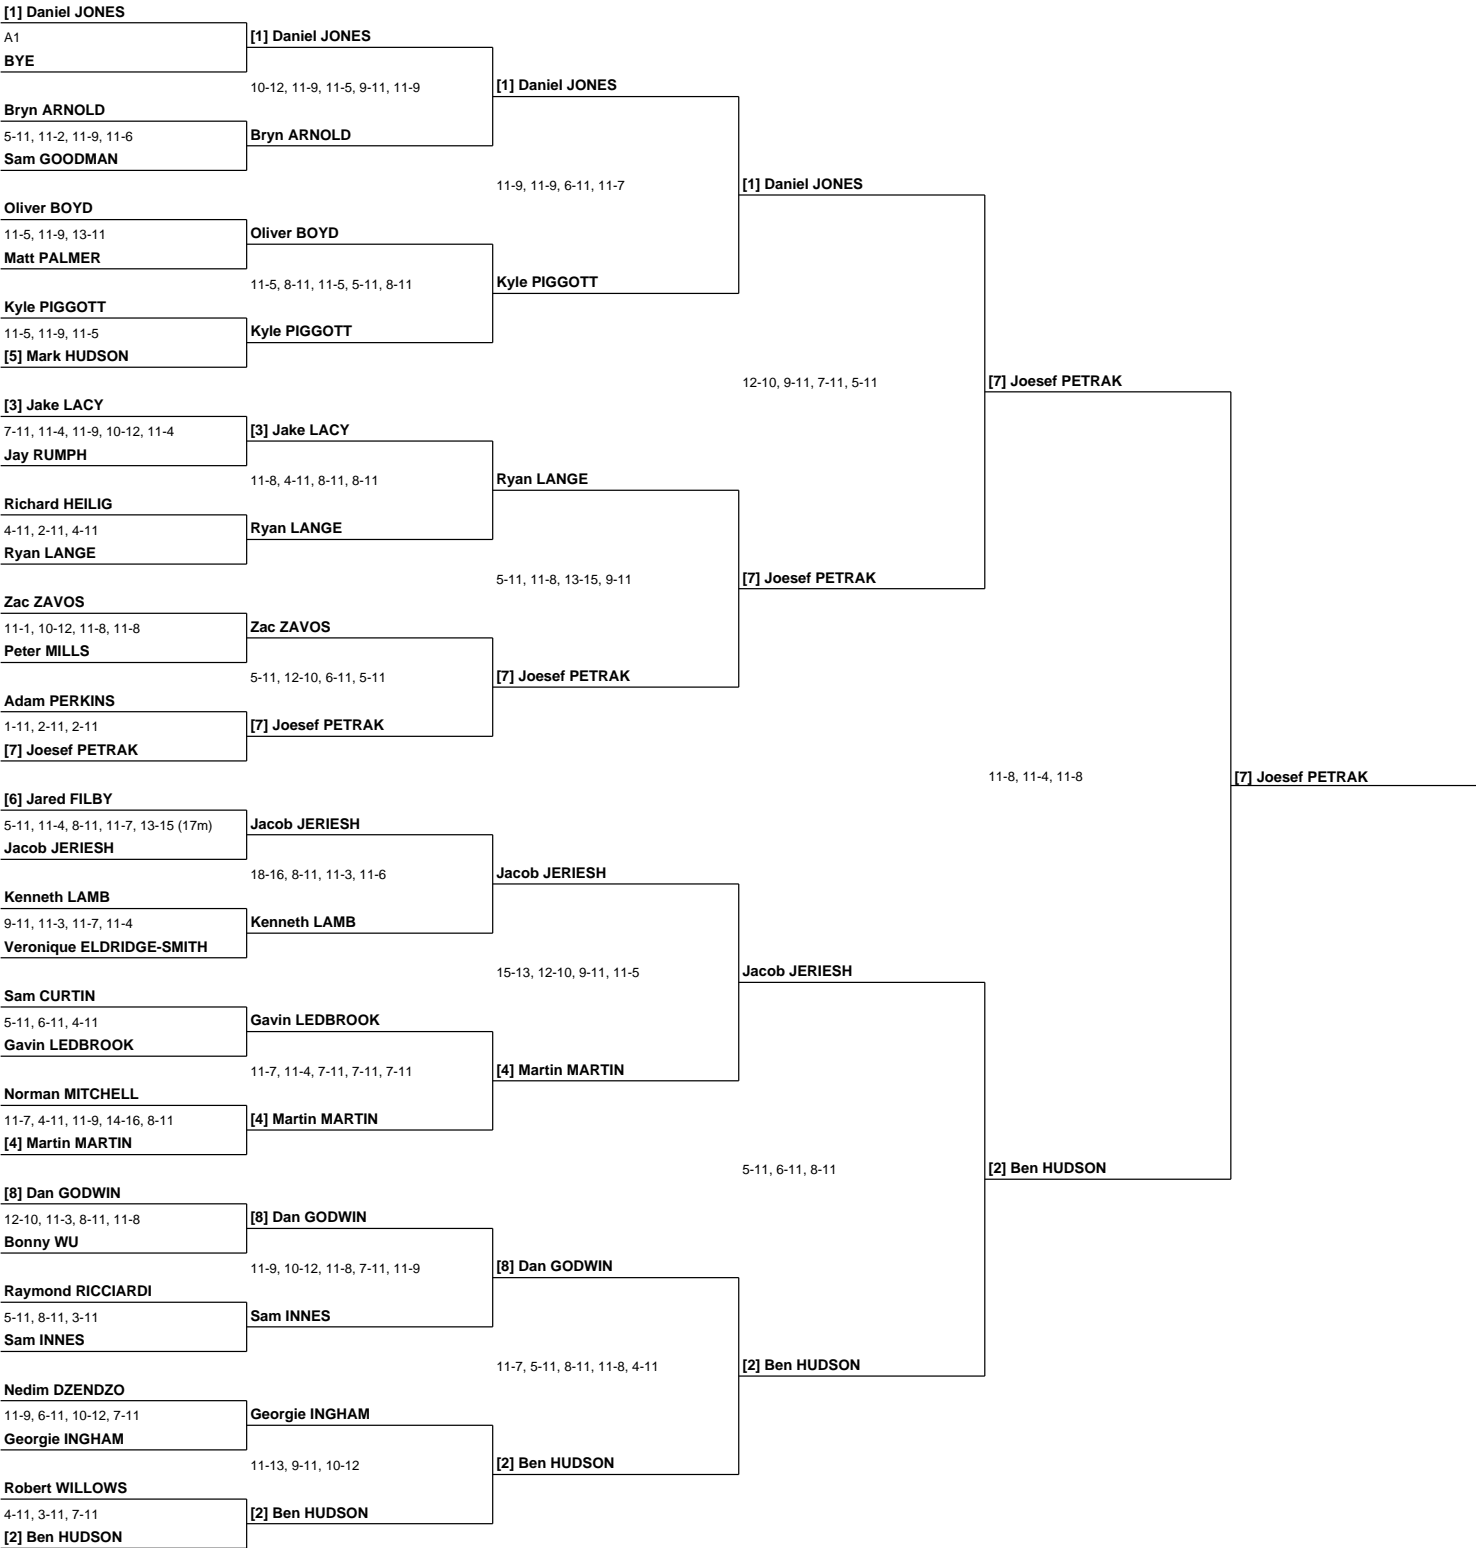 [1] Daniel JONES
A1
BYE
Bryn ARNOLD
5-11, 11-2, 11-9, 11-6
Sam GOODMAN
Oliver BOYD
11-5, 11-9, 13-11
Matt PALMER
Kyle PIGGOTT
11-5, 11-9, 11-5
[5] Mark HUDSON
[3] Jake LACY
7-11, 11-4, 11-9, 10-12, 11-4
Jay RUMPH
Richard HEILIG
4-11, 2-11, 4-11
Ryan LANGE
Zac ZAVOS
11-1, 10-12, 11-8, 11-8
Peter MILLS
Adam PERKINS
1-11, 2-11, 2-11
[7] Joesef PETRAK
[6] Jared FILBY
5-11, 11-4, 8-11, 11-7, 13-15 (17m)
Jacob JERIESH
Kenneth LAMB
9-11, 11-3, 11-7, 11-4
Veronique ELDRIDGE-SMITH
Sam CURTIN
5-11, 6-11, 4-11
Gavin LEDBROOK
Norman MITCHELL
11-7, 4-11, 11-9, 14-16, 8-11
[4] Martin MARTIN
[8] Dan GODWIN
12-10, 11-3, 8-11, 11-8
Bonny WU
Raymond RICCIARDI
5-11, 8-11, 3-11
Sam INNES
Nedim DZENDZO
11-9, 6-11, 10-12, 7-11
Georgie INGHAM
Robert WILLOWS
4-11, 3-11, 7-11
[2] Ben HUDSON
[1] Daniel JONES
10-12, 11-9, 11-5, 9-11, 11-9
Bryn ARNOLD
Oliver BOYD
11-5, 8-11, 11-5, 5-11, 8-11
Kyle PIGGOTT
[3] Jake LACY
11-8, 4-11, 8-11, 8-11
Ryan LANGE
Zac ZAVOS
5-11, 12-10, 6-11, 5-11
[7] Joesef PETRAK
Jacob JERIESH
18-16, 8-11, 11-3, 11-6
Kenneth LAMB
Gavin LEDBROOK
11-7, 11-4, 7-11, 7-11, 7-11
[4] Martin MARTIN
[8] Dan GODWIN
11-9, 10-12, 11-8, 7-11, 11-9
Sam INNES
Georgie INGHAM
11-13, 9-11, 10-12
[2] Ben HUDSON
[1] Daniel JONES
11-9, 11-9, 6-11, 11-7
Kyle PIGGOTT
Ryan LANGE
5-11, 11-8, 13-15, 9-11
[7] Joesef PETRAK
Jacob JERIESH
15-13, 12-10, 9-11, 11-5
[4] Martin MARTIN
[8] Dan GODWIN
11-7, 5-11, 8-11, 11-8, 4-11
[2] Ben HUDSON
[1] Daniel JONES
12-10, 9-11, 7-11, 5-11
[7] Joesef PETRAK
Jacob JERIESH
5-11, 6-11, 8-11
[2] Ben HUDSON
[7] Joesef PETRAK
11-8, 11-4, 11-8
[2] Ben HUDSON
[7] Joesef PETRAK